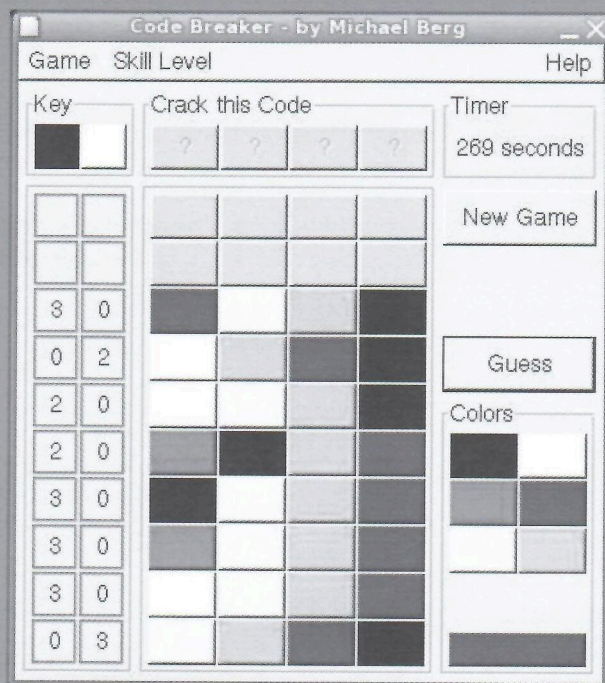 Code Breaker - by Michael Berg
Game Skill Level Help
Key Crack this Code Timer
? ? ? ?
269 seconds
New Game
3 0
0 2
Guess
2 0
Colors
2 0
3 0
3 0
3 0
0 3